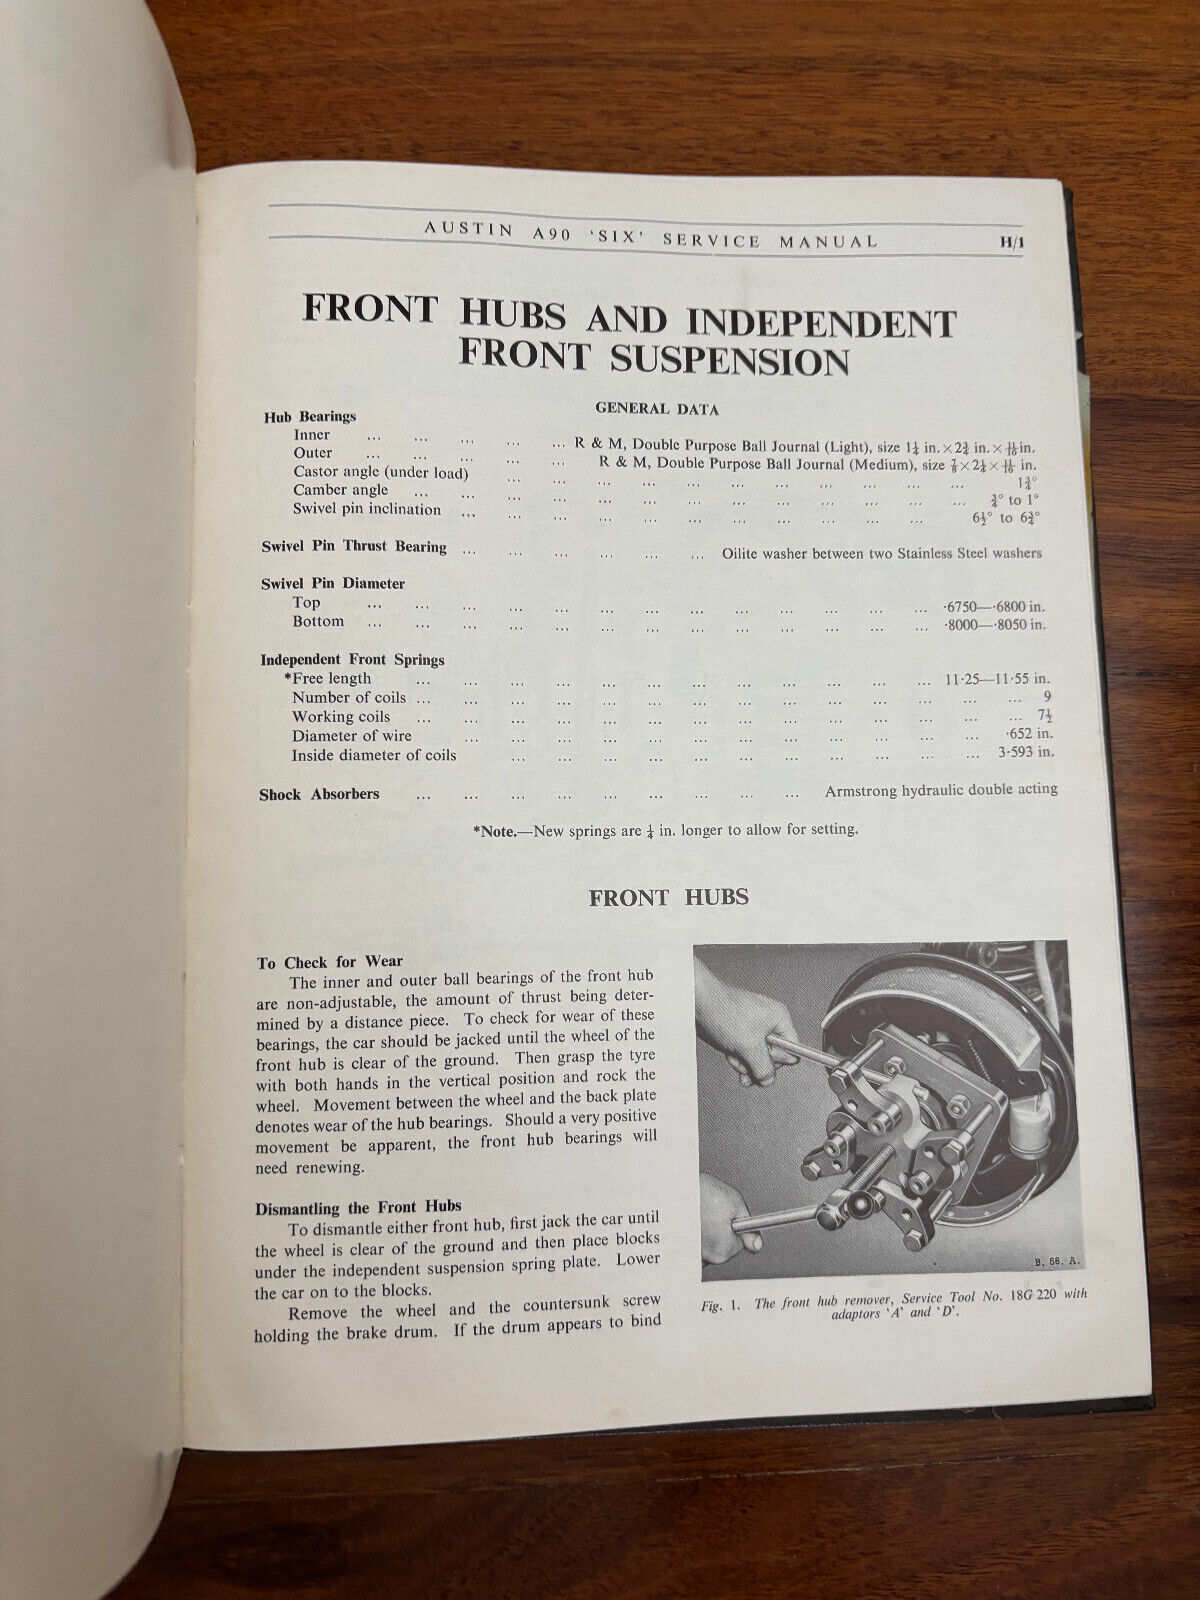 AUSTIN A90 ‘SIX’ SERVICE MANUAL H/1
FRONT HUBS AND INDEPENDENT
FRONT SUSPENSION
GENERAL DATA
Hub Bearings
Inner ... ... ... ... ... R & M, Double Purpose Ball Journal (Light), size 1¼ in. × 2¾ in. × 11/16 in.
Outer ... ... ... ... ... R & M, Double Purpose Ball Journal (Medium), size ⅞ × 2¼ × 11/16 in.
Castor angle (under load) ... ... ... ... ... ... ... ... ... ... 1¾°
Camber angle ... ... ... ... ... ... ... ... ... ... ... ... ¾° to 1°
Swivel pin inclination ... ... ... ... ... ... ... ... ... ... 6½° to 6¾°
Swivel Pin Thrust Bearing ... ... ... ... ... ... Oilite washer between two Stainless Steel washers
Swivel Pin Diameter
Top ... ... ... ... ... ... ... ... ... ... ... ... ... ·6750—·6800 in.
Bottom ... ... ... ... ... ... ... ... ... ... ... ... ... ·8000—·8050 in.
Independent Front Springs
*Free length ... ... ... ... ... ... ... ... ... ... ... ... 11·25—11·55 in.
Number of coils ... ... ... ... ... ... ... ... ... ... ... ... ... ... 9
Working coils ... ... ... ... ... ... ... ... ... ... ... ... ... ... 7½
Diameter of wire ... ... ... ... ... ... ... ... ... ... ... ... ·652 in.
Inside diameter of coils ... ... ... ... ... ... ... ... ... ... ... 3·593 in.
Shock Absorbers ... ... ... ... ... ... ... ... ... Armstrong hydraulic double acting
*Note.—New springs are ¼ in. longer to allow for setting.
FRONT HUBS
To Check for Wear
The inner and outer ball bearings of the front hub
are non-adjustable, the amount of thrust being deter-
mined by a distance piece. To check for wear of these
bearings, the car should be jacked until the wheel of the
front hub is clear of the ground. Then grasp the tyre
with both hands in the vertical position and rock the
wheel. Movement between the wheel and the back plate
denotes wear of the hub bearings. Should a very positive
movement be apparent, the front hub bearings will
need renewing.
Dismantling the Front Hubs
To dismantle either front hub, first jack the car until
the wheel is clear of the ground and then place blocks
under the independent suspension spring plate. Lower
the car on to the blocks.
Remove the wheel and the countersunk screw
holding the brake drum. If the drum appears to bind
B. 56. A.
Fig. 1. The front hub remover, Service Tool No. 18G 220 with
adaptors ‘A’ and ‘D’.